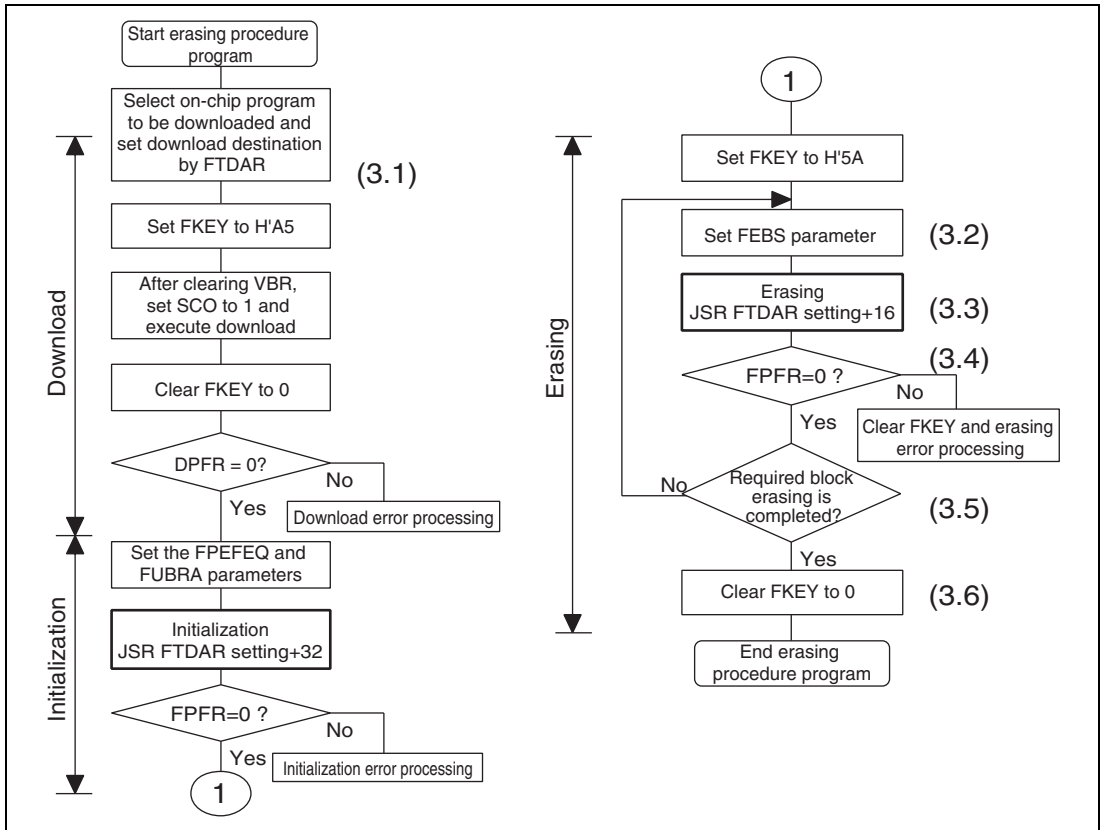 Start erasing procedure
program
Select on-chip program
to be downloaded and
set download destination
by FTDAR
(3.1)
Set FKEY to H'A5
After clearing VBR,
set SCO to 1 and
execute download
Clear FKEY to 0
DPFR = 0?
No
Yes
Download error processing
Download
Set the FPEFEQ and
FUBRA parameters
Initialization
JSR FTDAR setting+32
FPFR=0 ?
No
Yes
Initialization error processing
Initialization
1
1
Set FKEY to H'5A
Set FEBS parameter
(3.2)
Erasing
JSR FTDAR setting+16
(3.3)
(3.4)
FPFR=0 ?
No
Yes
Clear FKEY and erasing
error processing
Erasing
No
Required block
erasing is
completed?
(3.5)
Yes
Clear FKEY to 0
(3.6)
End erasing
procedure program